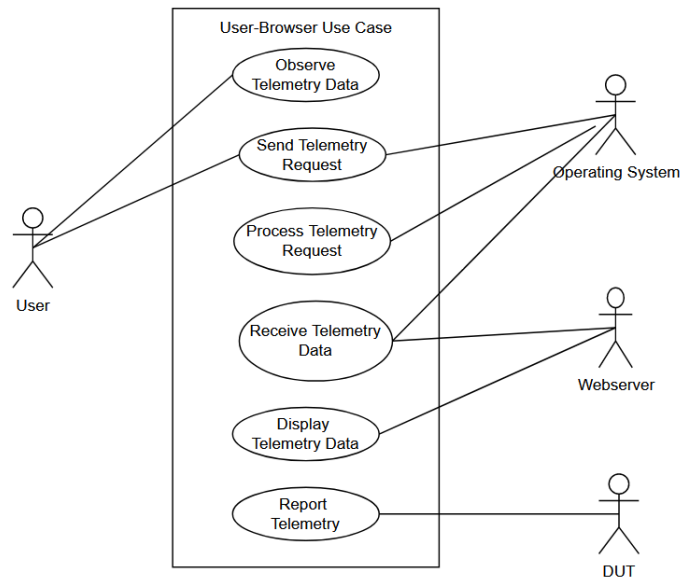 User-Browser Use Case
Observe
Telemetry Data
Send Telemetry
Request
Operating System
Process Telemetry
Request
User
Receive Telemetry
Data
Webserver
Display
Telemetry Data
Report
Telemetry
DUT